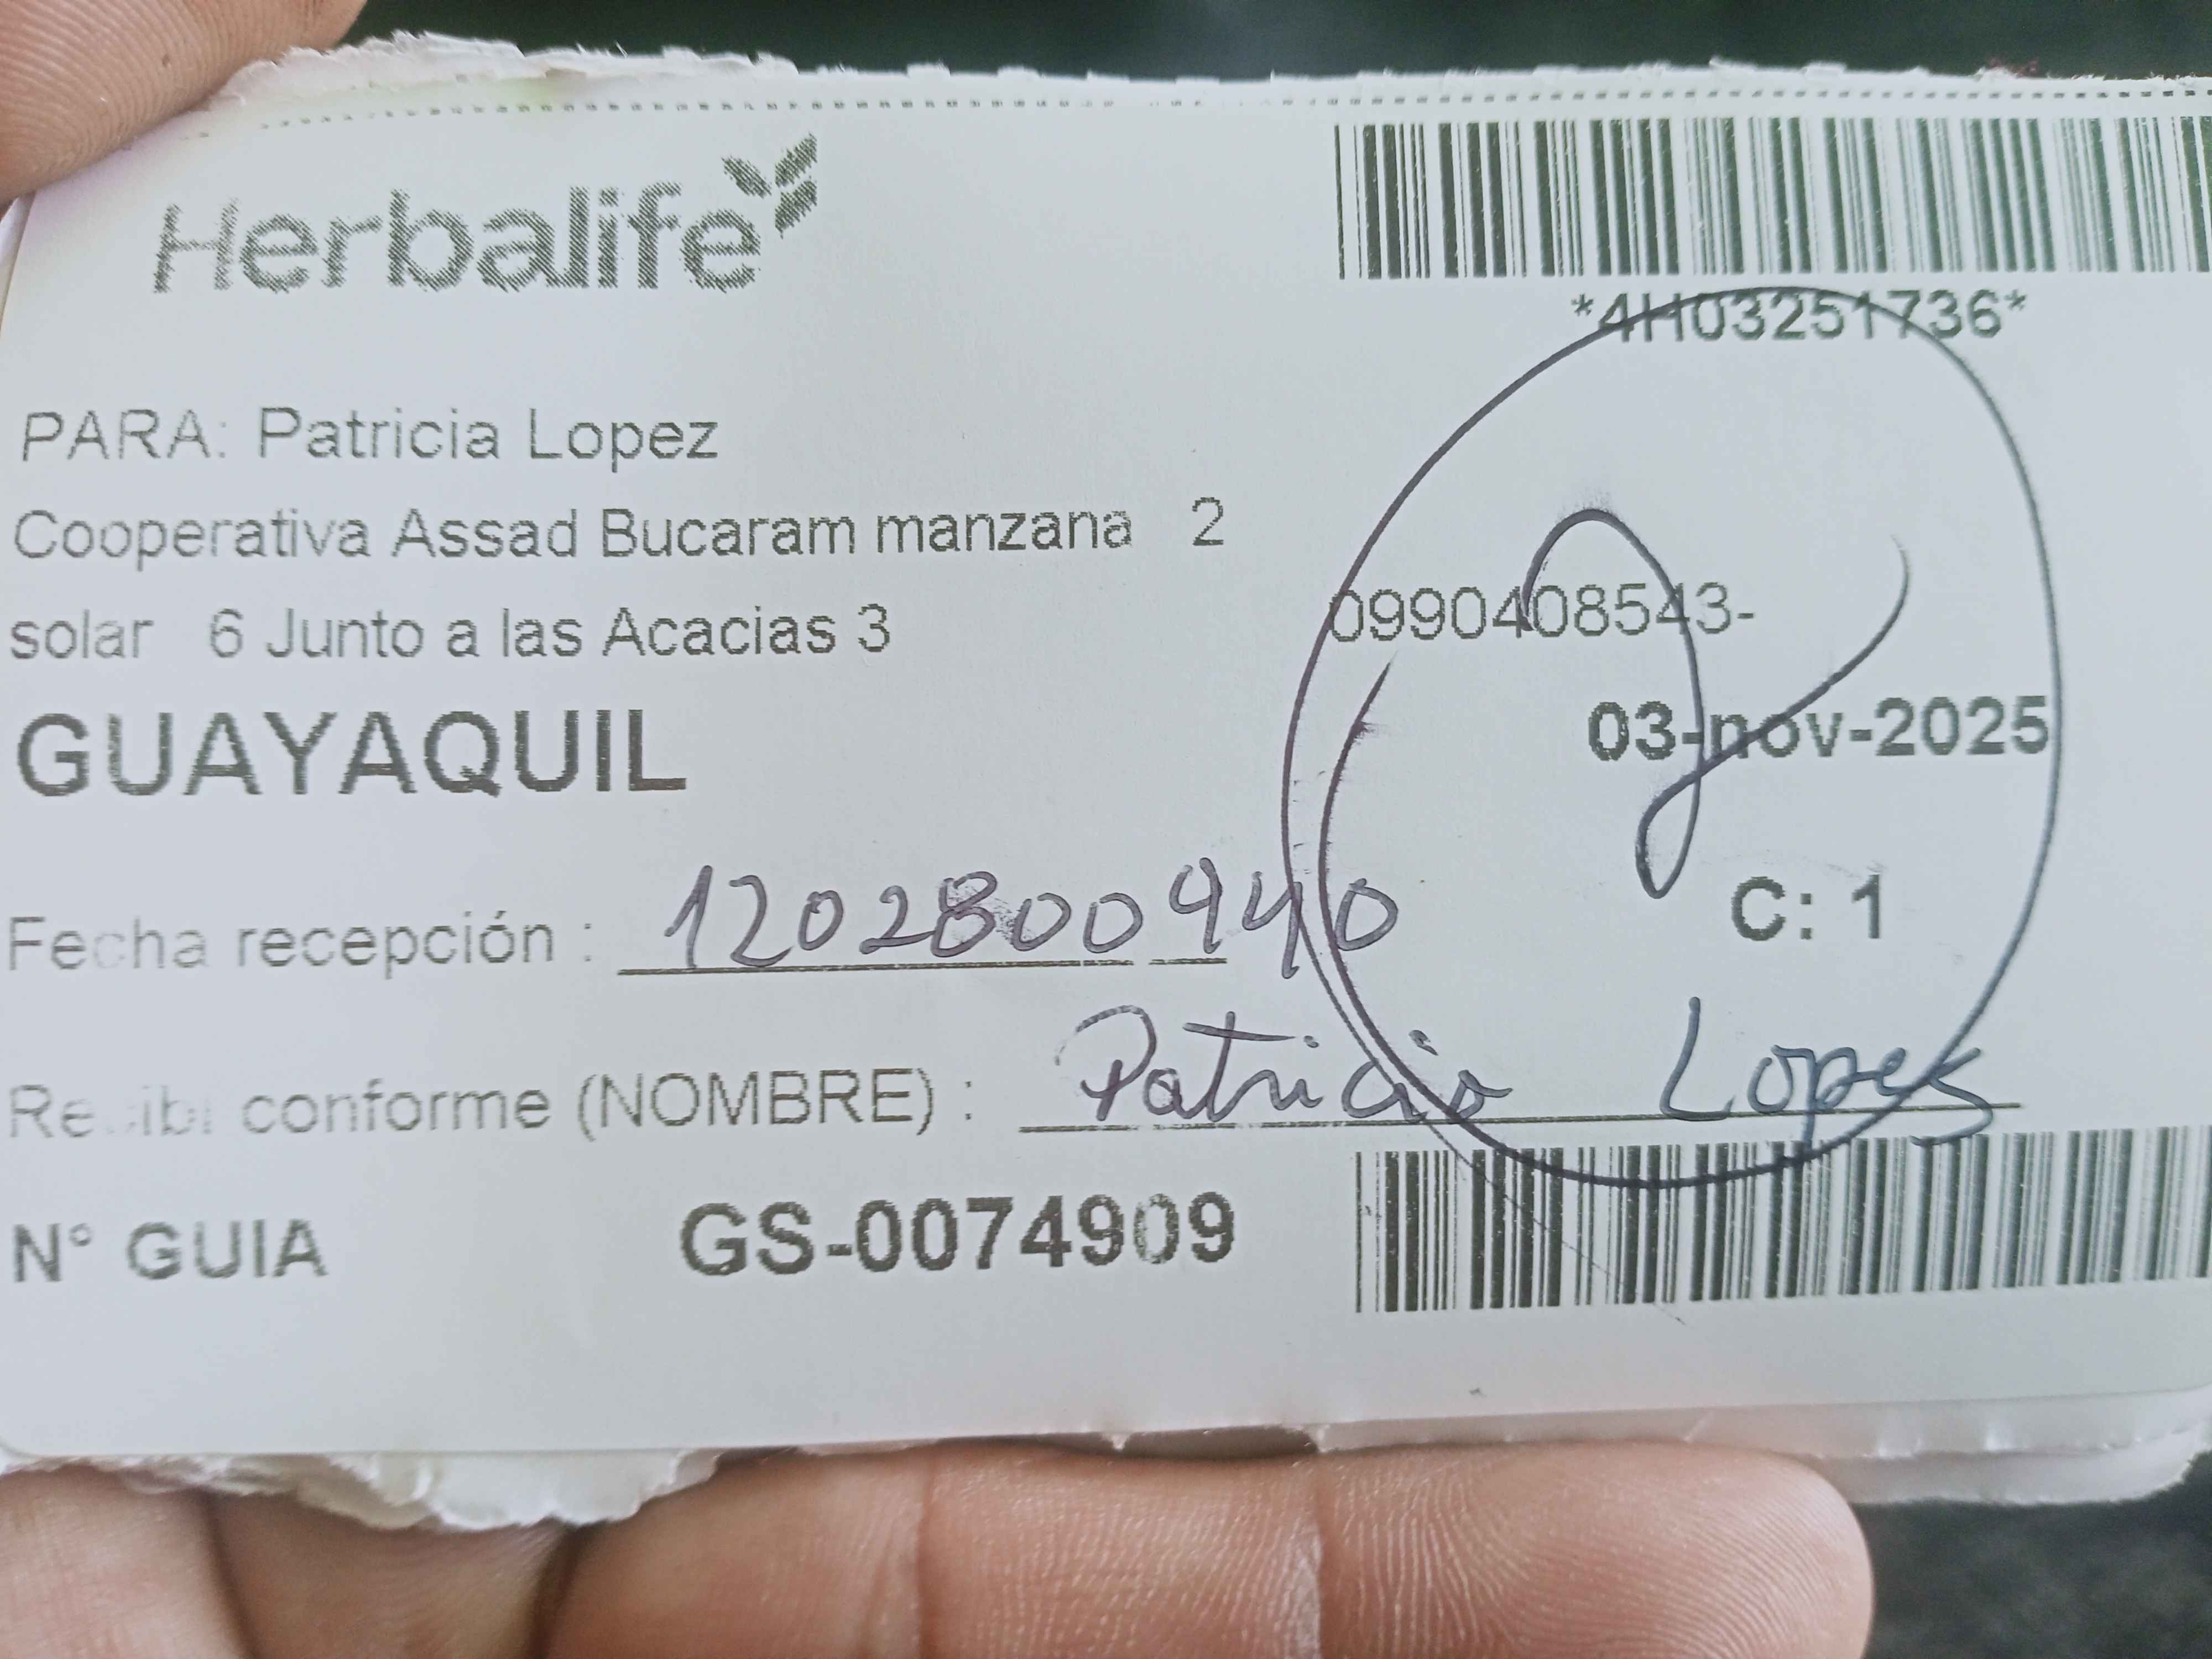 Herbalife
*4H03251736*
PARA: Patricia Lopez
Cooperativa Assad Bucaram manzana 2
solar 6 Junto a las Acacias 3
0990408543-
GUAYAQUIL
03-nov-2025
C: 1
Fecha recepción : 1202800940
Recibi conforme (NOMBRE) : Patricia Lopez
N° GUIA GS-0074909